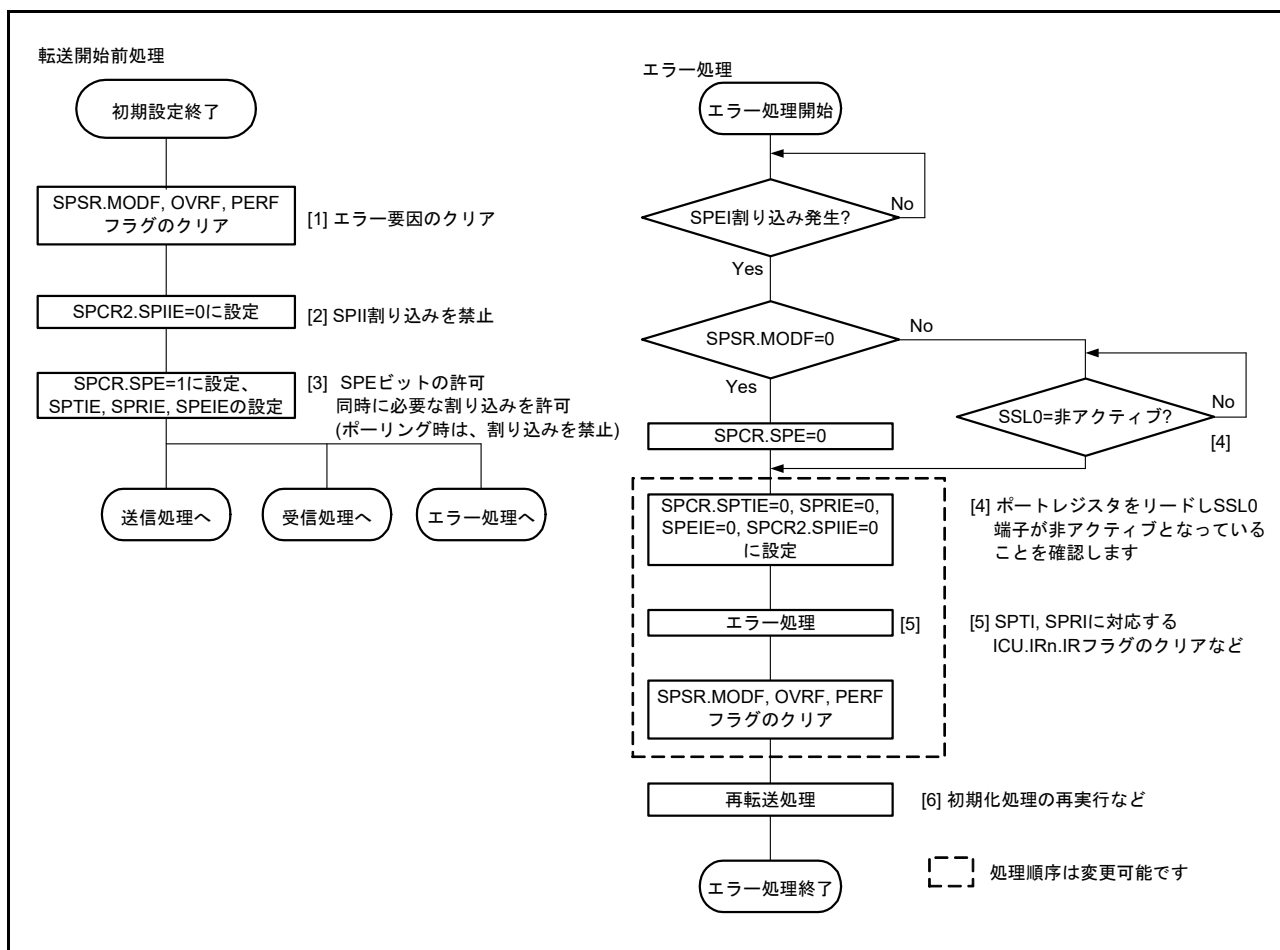 転送開始前処理
初期設定終了
SPSR.MODF, OVRF, PERF
フラグのクリア
[1] エラー要因のクリア
SPCR2.SPIIE=0に設定
[2] SPII割り込みを禁止
SPCR.SPE=1に設定、
SPTIE, SPRIE, SPEIEの設定
[3] SPEビットの許可
同時に必要な割り込みを許可
(ポーリング時は、割り込みを禁止)
送信処理へ
受信処理へ
エラー処理へ
エラー処理
エラー処理開始
SPEI割り込み発生?
No
Yes
SPSR.MODF=0
No
Yes
SSL0=非アクティブ?
No
[4]
SPCR.SPE=0
SPCR.SPTIE=0, SPRIE=0,
SPEIE=0, SPCR2.SPIIE=0
に設定
[4] ポートレジスタをリードしSSL0
端子が非アクティブとなっている
ことを確認します
エラー処理
[5]
[5] SPTI, SPRIに対応する
ICU.IRn.IRフラグのクリアなど
SPSR.MODF, OVRF, PERF
フラグのクリア
再転送処理
[6] 初期化処理の再実行など
エラー処理終了
処理順序は変更可能です